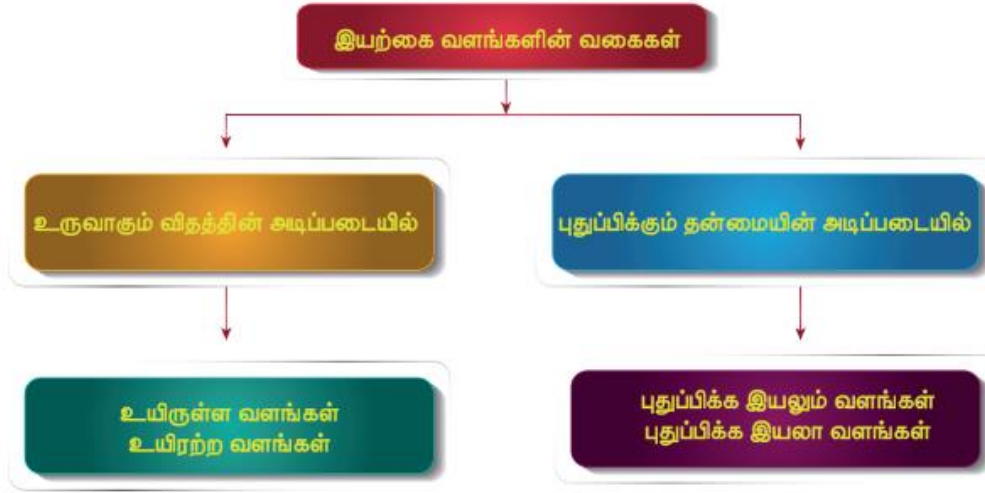 இயற்கை வளங்களின் வகைகள்
உருவாகும் விதத்தின் அடிப்படையில்
புதுப்பிக்கும் தன்மையின் அடிப்படையில்
உயிருள்ள வளங்கள்
உயிரற்ற வளங்கள்
புதுப்பிக்க இயலும் வளங்கள்
புதுப்பிக்க இயலா வளங்கள்